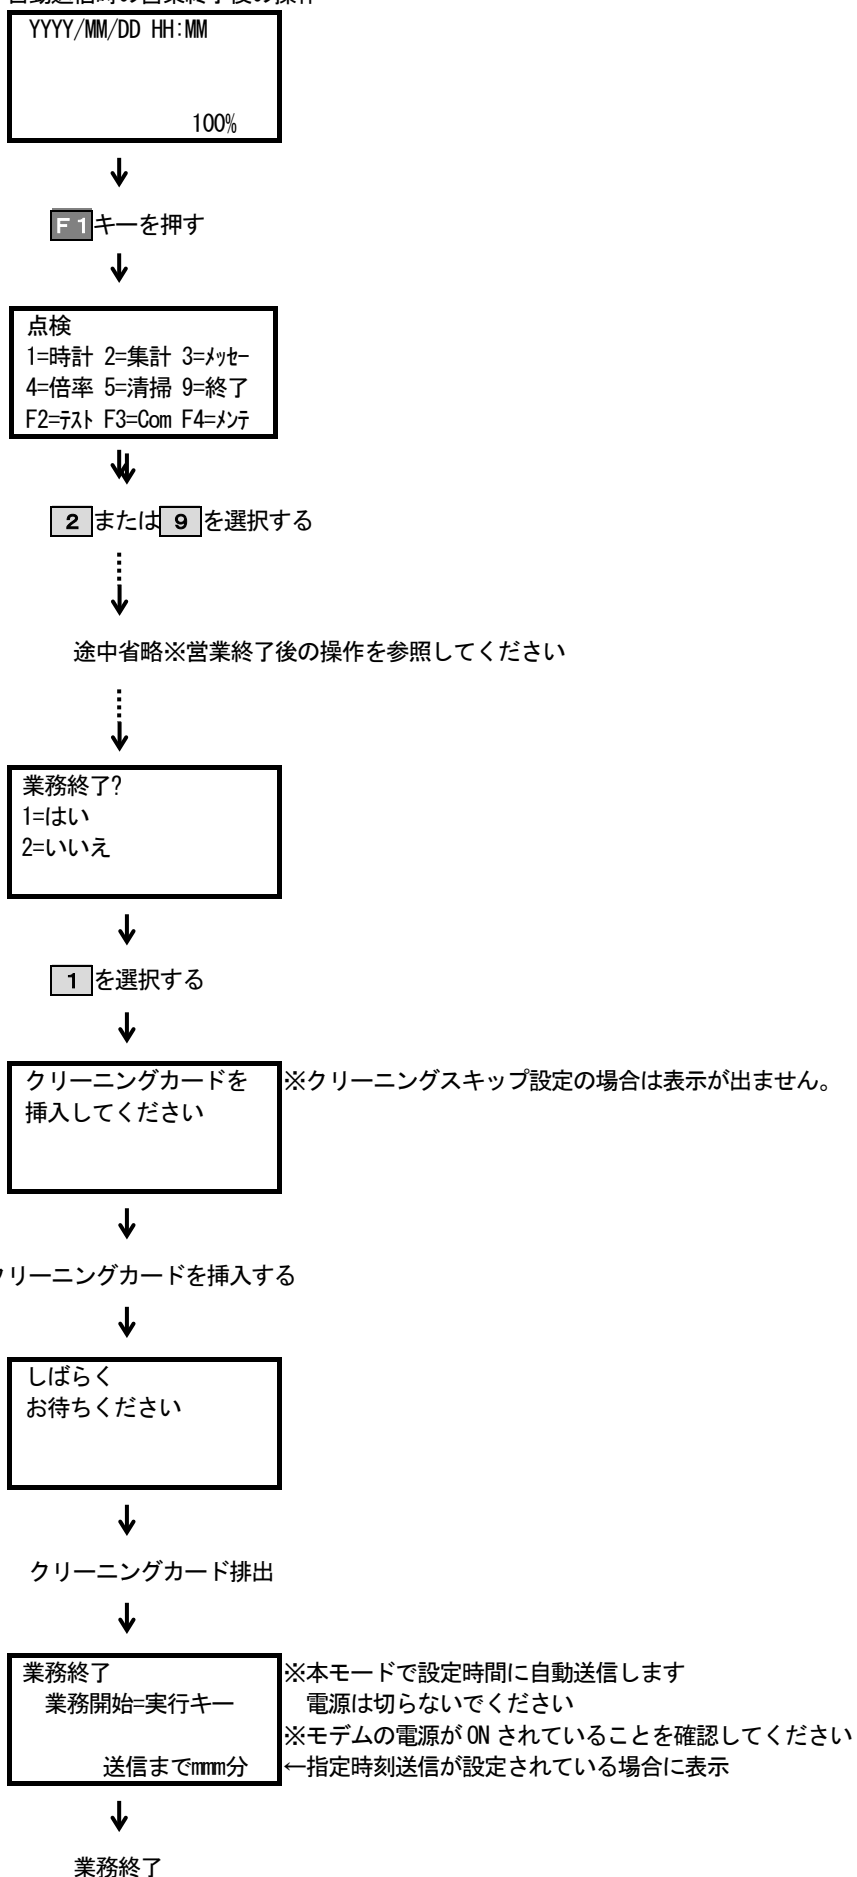 YYYY/MM/DD HH:MM
100%
↓
F1キーを押す
↓
点検
1=時計 2=集計 3=ﾒｯｾｰ
4=倍率 5=清掃 9=終了
F2=ﾃｽﾄ F3=Com F4=ﾒﾝﾃ
↓
2または9を選択する
↓
途中省略※営業終了後の操作を参照してください
↓
業務終了?
1=はい
2=いいえ
↓
1を選択する
↓
クリーニングカードを ※クリーニングスキップ設定の場合は表示が出ません。
挿入してください
↓
リーニングカードを挿入する
↓
しばらく
お待ちください
↓
クリーニングカード排出
↓
業務終了 ※本モードで設定時間に自動送信します
業務開始=実行キー 電源は切らないでください
※モデムの電源がONされていることを確認してください
送信までmmm分 ←指定時刻送信が設定されている場合に表示
↓
業務終了